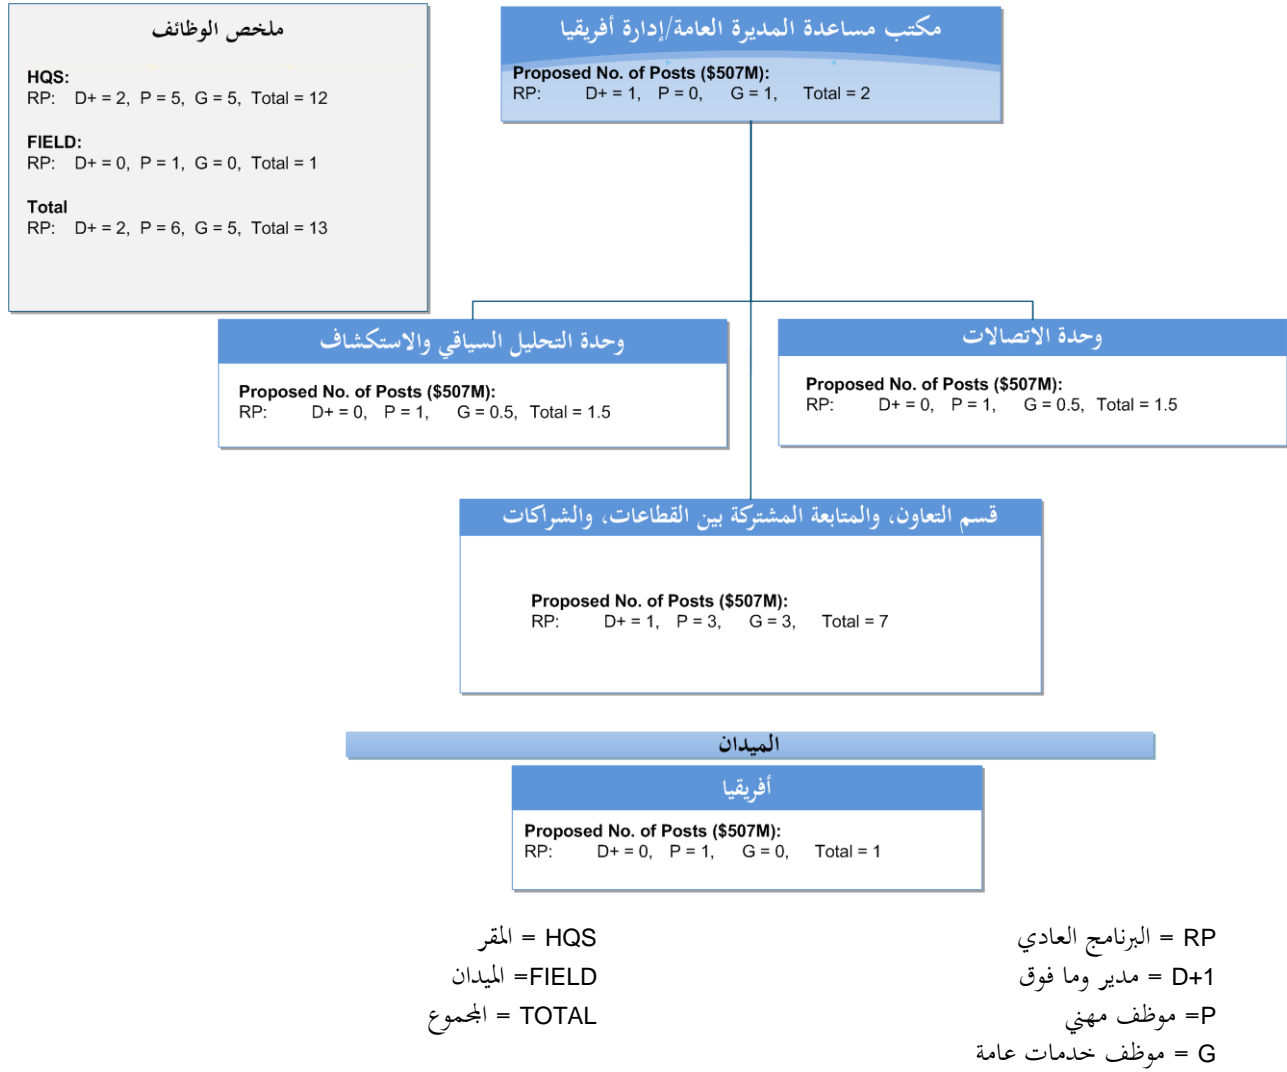 ملخص الوظائف
HQS:
RP: D+ = 2, P = 5, G = 5, Total = 12
FIELD:
RP: D+ = 0, P = 1, G = 0, Total = 1
Total
RP: D+ = 2, P = 6, G = 5, Total = 13
مكتب مساعدة المديرة العامة/إدارة أفريقيا
Proposed No. of Posts ($507M):
RP: D+ = 1, P = 0, G = 1, Total = 2
وحدة التحليل السياقي والاستكشاف
Proposed No. of Posts ($507M):
RP: D+ = 0, P = 1, G = 0.5, Total = 1.5
وحدة الاتصالات
Proposed No. of Posts ($507M):
RP: D+ = 0, P = 1, G = 0.5, Total = 1.5
قسم التعاون، والمتابعة المشتركة بين القطاعات، والشراكات
Proposed No. of Posts ($507M):
RP: D+ = 1, P = 3, G = 3, Total = 7
الميدان
أفريقيا
Proposed No. of Posts ($507M):
RP: D+ = 0, P = 1, G = 0, Total = 1
RP = البرنامج العادي
D+1 = مدير وما فوق
P= موظف مهني
G = موظف خدمات عامة
HQS = المقر
FIELD= الميدان
TOTAL = المجموع